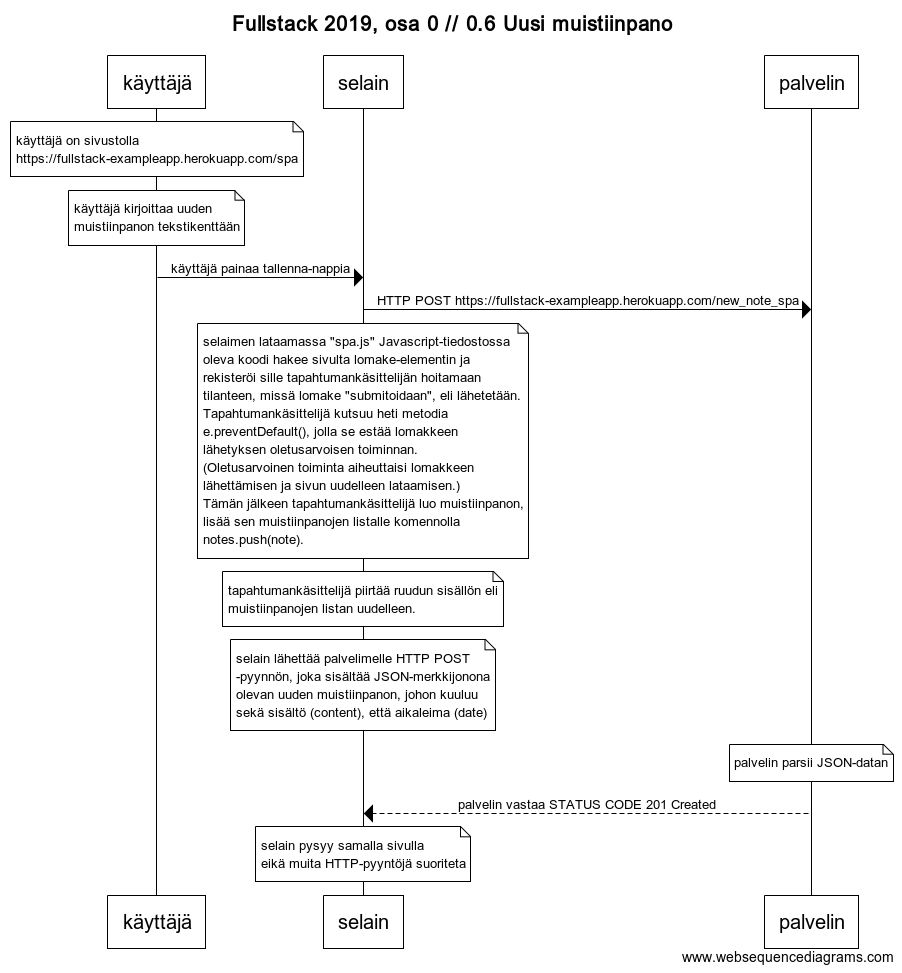 Fullstack 2019, osa 0 // 0.6 Uusi muistiinpano
käyttäjä
selain
palvelin
käyttäjä on sivustolla
https://fullstack-exampleapp.herokuapp.com/spa
käyttäjä kirjoittaa uuden
muistiinpanon tekstikenttään
käyttäjä painaa tallenna-nappia
HTTP POST https://fullstack-exampleapp.herokuapp.com/new_note_spa
selaimen lataamassa "spa.js" Javascript-tiedostossa
oleva koodi hakee sivulta lomake-elementin ja
rekisteröi sille tapahtumankäsittelijän hoitamaan
tilanteen, missä lomake "submitoidaan", eli lähetetään.
Tapahtumankäsittelijä kutsuu heti metodia
e.preventDefault(), jolla se estää lomakkeen
lähetyksen oletusarvoisen toiminnan.
(Oletusarvoinen toiminta aiheuttaisi lomakkeen
lähettämisen ja sivun uudelleen lataamisen.)
Tämän jälkeen tapahtumankäsittelijä luo muistiinpanon,
lisää sen muistiinpanojen listalle komennolla
notes.push(note).
tapahtumankäsittelijä piirtää ruudun sisällön eli
muistiinpanojen listan uudelleen.
selain lähettää palvelimelle HTTP POST
-pyynnön, joka sisältää JSON-merkkijonona
olevan uuden muistiinpanon, johon kuuluu
sekä sisältö (content), että aikaleima (date)
palvelin parsii JSON-datan
palvelin vastaa STATUS CODE 201 Created
selain pysyy samalla sivulla
eikä muita HTTP-pyyntöjä suoriteta
käyttäjä
selain
palvelin
www.websequencediagrams.com